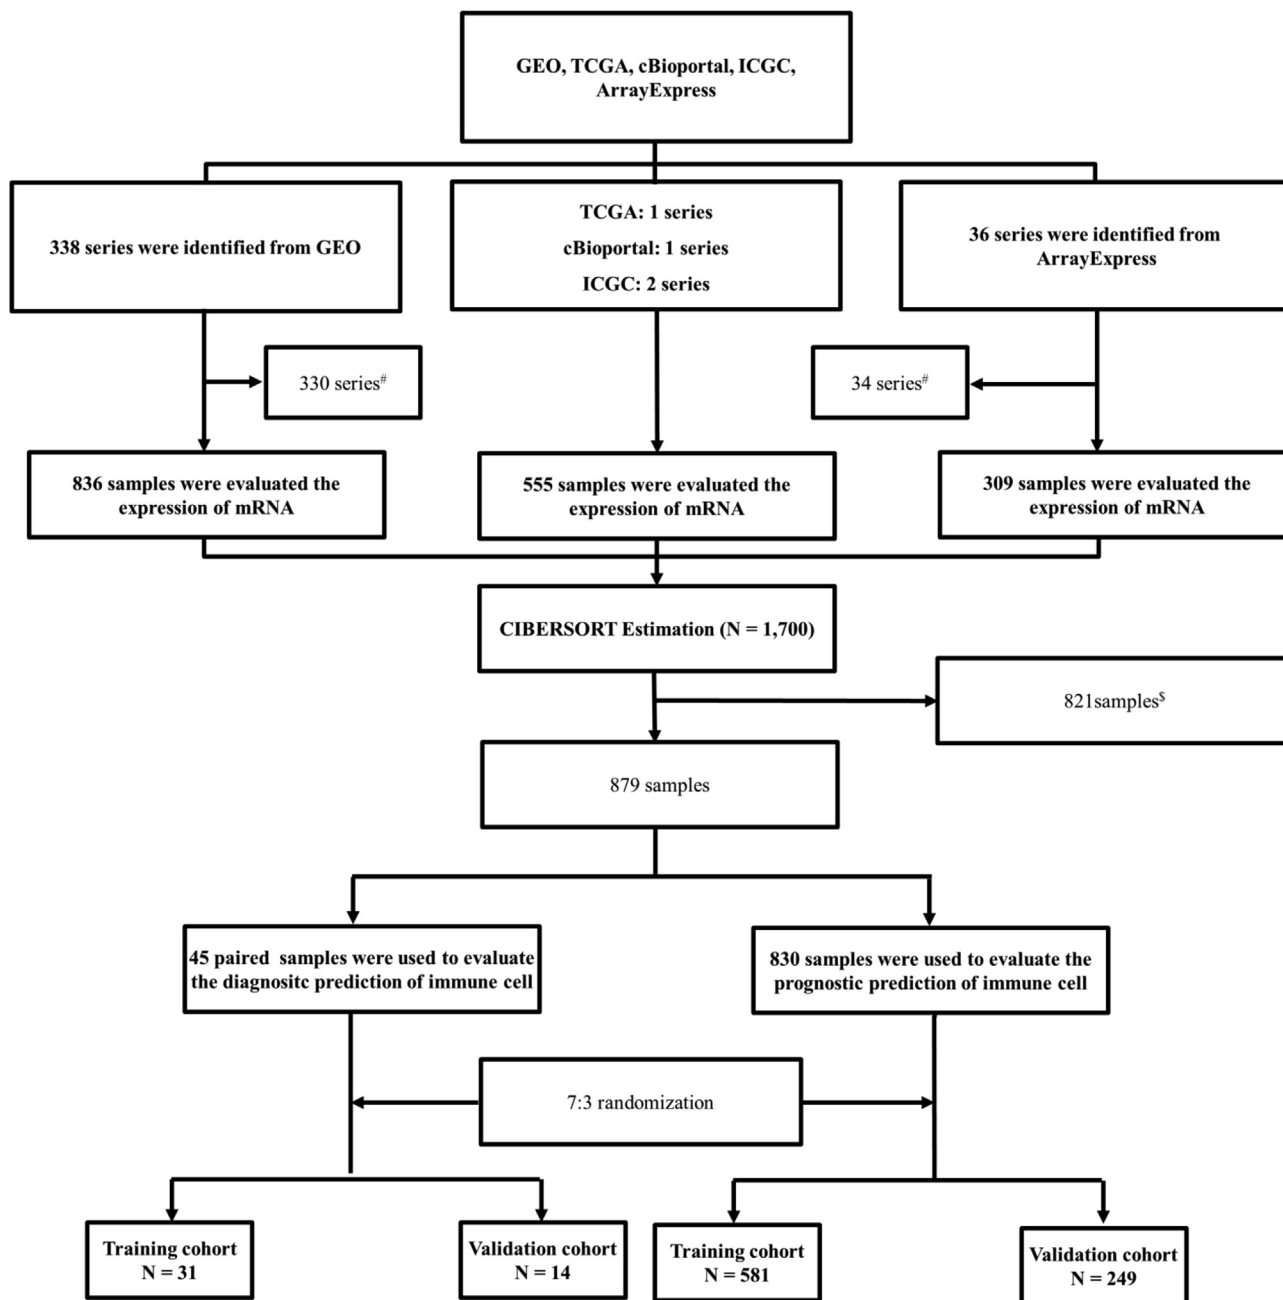 GEO, TCGA, cBioportal, ICGC,
ArrayExpress
338 series were identified from GEO
TCGA: 1 series
cBioportal: 1 series
ICGC: 2 series
36 series were identified from
ArrayExpress
330 series#
34 series#
836 samples were evaluated the
expression of mRNA
555 samples were evaluated the
expression of mRNA
309 samples were evaluated the
expression of mRNA
CIBERSORT Estimation (N = 1,700)
821samples$
879 samples
45 paired samples were used to evaluate
the diagnositc prediction of immune cell
830 samples were used to evaluate the
prognostic prediction of immune cell
7:3 randomization
Training cohort
N = 31
Validation cohort
N = 14
Training cohort
N = 581
Validation cohort
N = 249